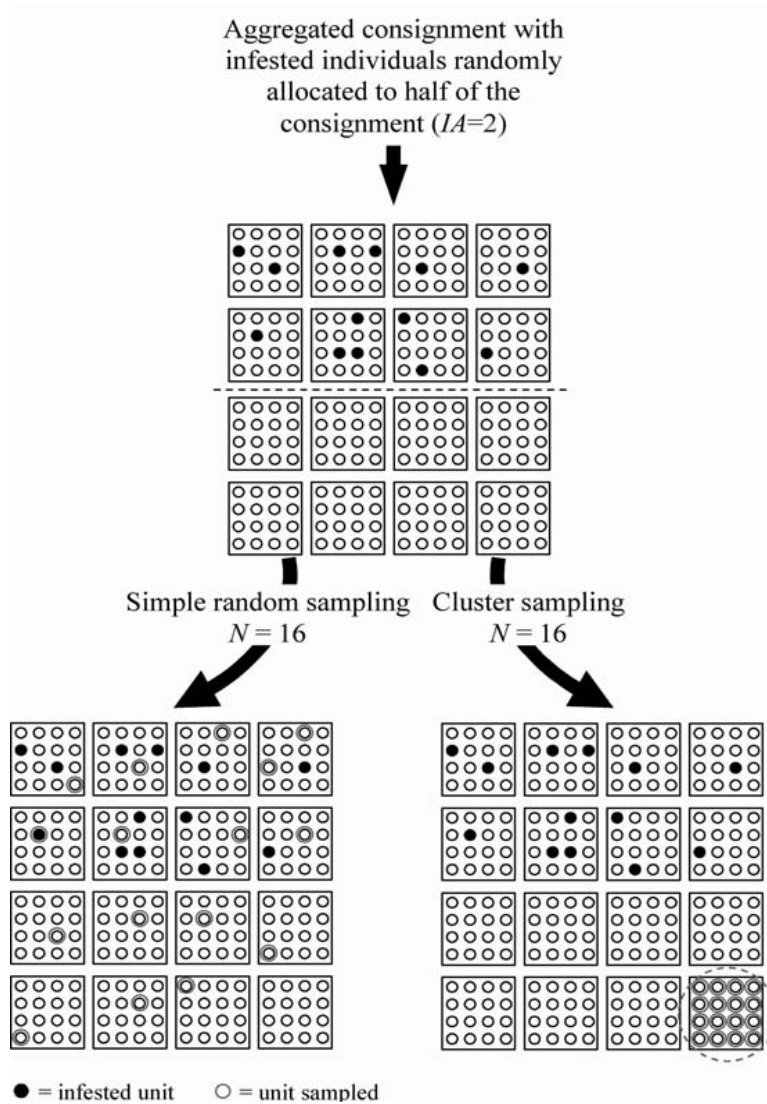 Aggregated consignment with
infested individuals randomly
allocated to half of the
consignment (IA=2)
Simple random sampling
N = 16
Cluster sampling
N = 16
= infested unit
= unit sampled